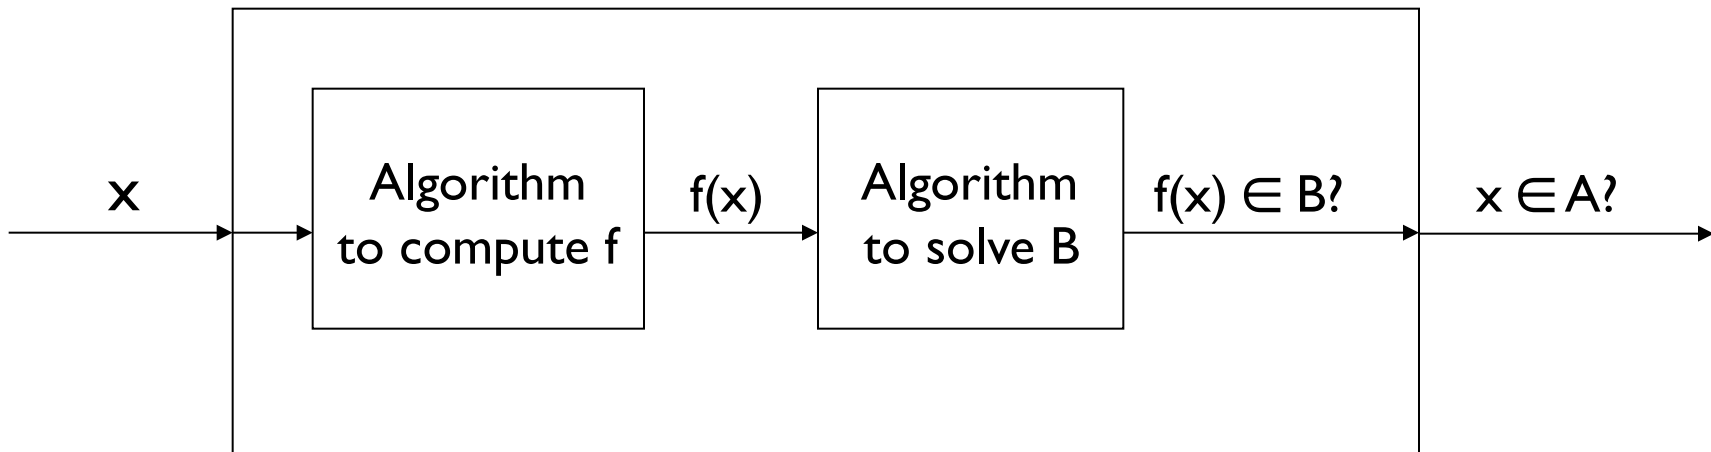 x
Algorithm
to compute f
f(x)
Algorithm
to solve B
f(x) ∈ B?
x ∈ A?